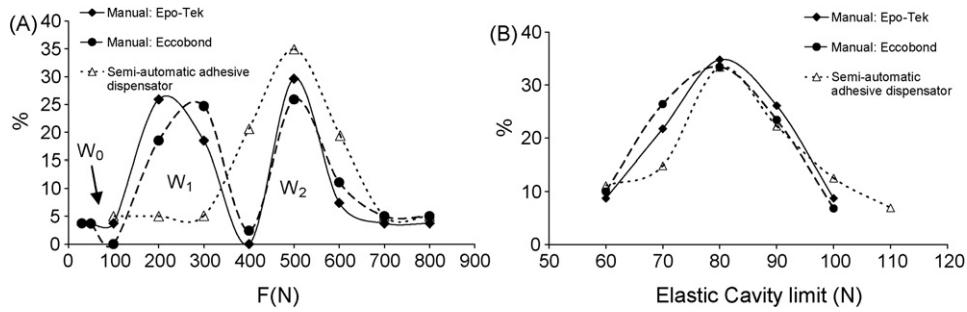 (A)
40
35
30
25
20
15
10
5
0
%
Manual: Epo-Tek
Manual: Eccobond
Semi-automatic adhesive
dispensator
W0
W1
W2
0 100 200 300 400 500 600 700 800 900
F(N)
(B)
40
30
20
10
0
%
Manual: Epo-Tek
Manual: Eccobond
Semi-automatic
adhesive dispensator
50 60 70 80 90 100 110 120
Elastic Cavity limit (N)